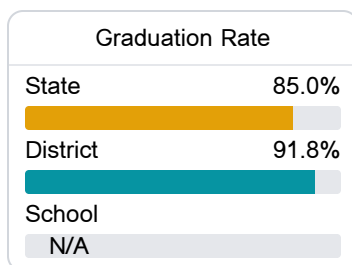 Graduation Rate
State 85.0%
District 91.8%
School
N/A